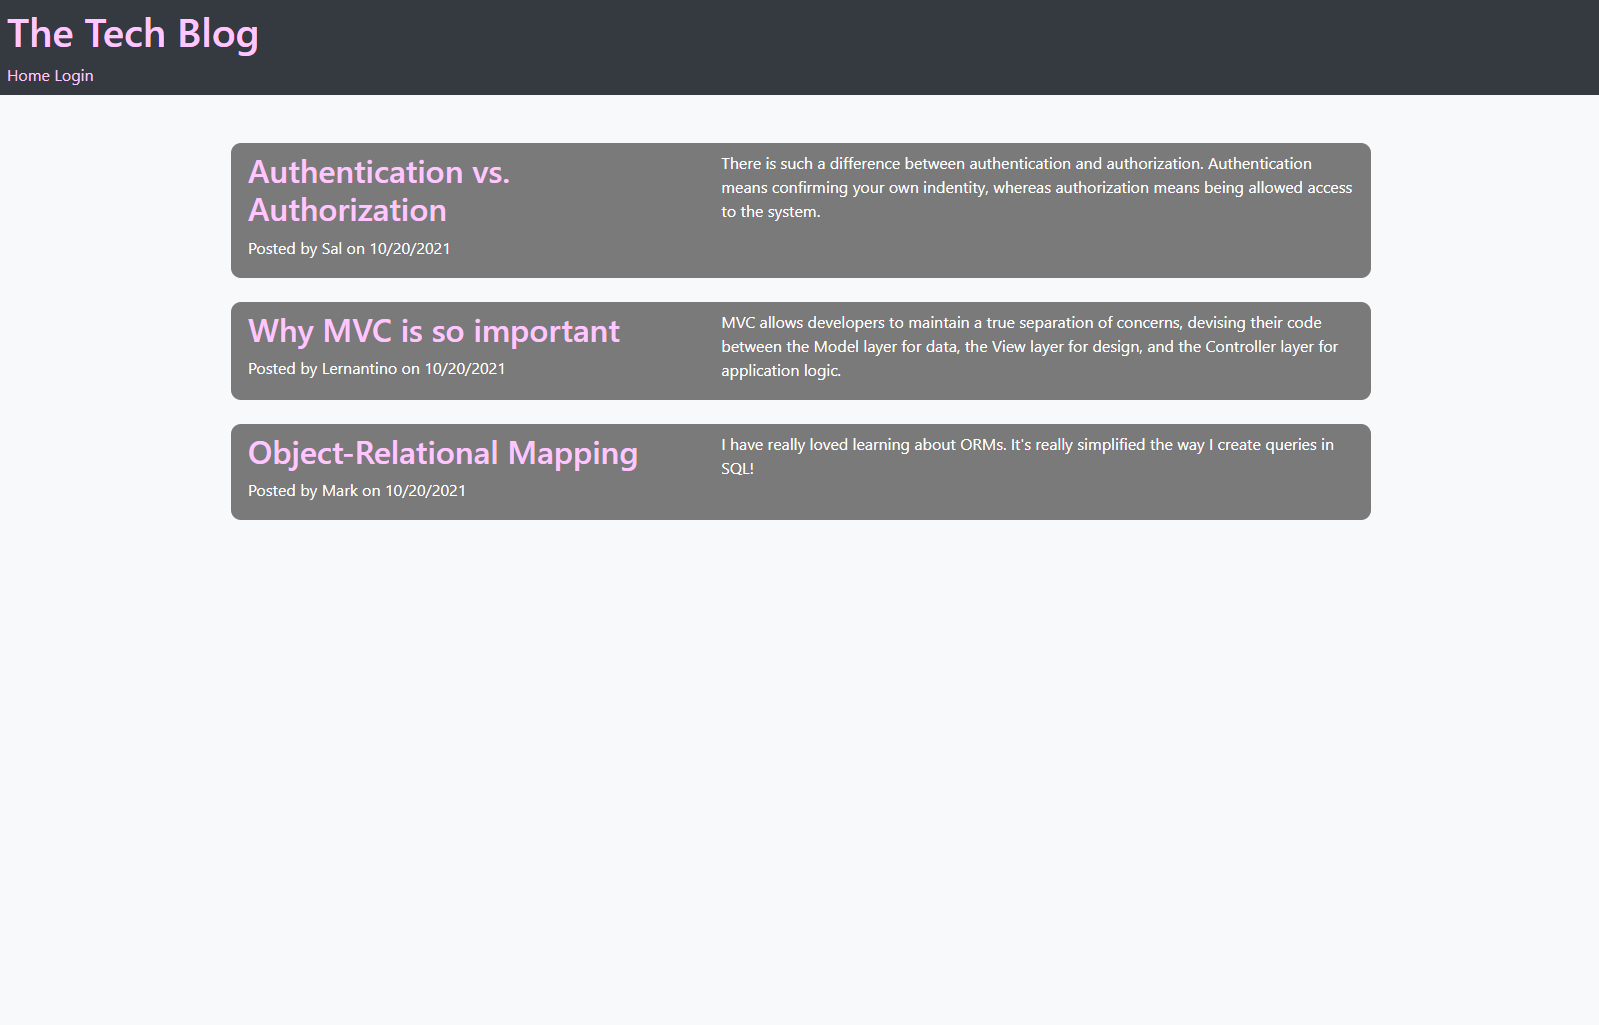 The Tech Blog
Home Login
Authentication vs.
Authorization
Posted by Sal on 10/20/2021
There is such a difference between authentication and authorization. Authentication
means confirming your own indentity, whereas authorization means being allowed access
to the system.
Why MVC is so important
Posted by Lernantino on 10/20/2021
MVC allows developers to maintain a true separation of concerns, devising their code
between the Model layer for data, the View layer for design, and the Controller layer for
application logic.
Object-Relational Mapping
Posted by Mark on 10/20/2021
I have really loved learning about ORMs. It's really simplified the way I create queries in
SQL!